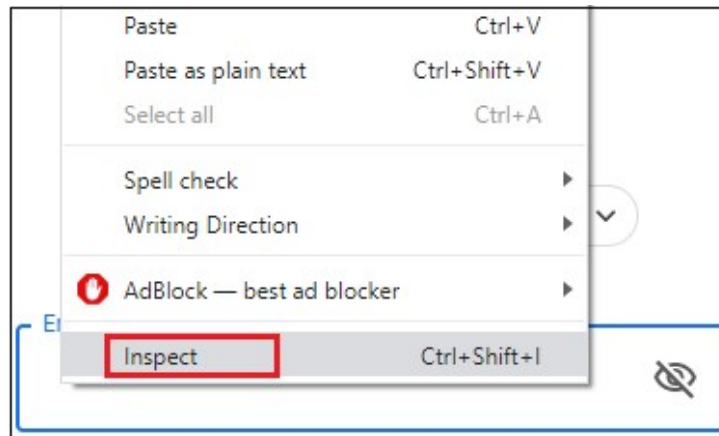 Paste Ctrl+V
Paste as plain text Ctrl+Shift+V
Select all Ctrl+A
Spell check
Writing Direction
AdBlock — best ad blocker
Inspect Ctrl+Shift+I